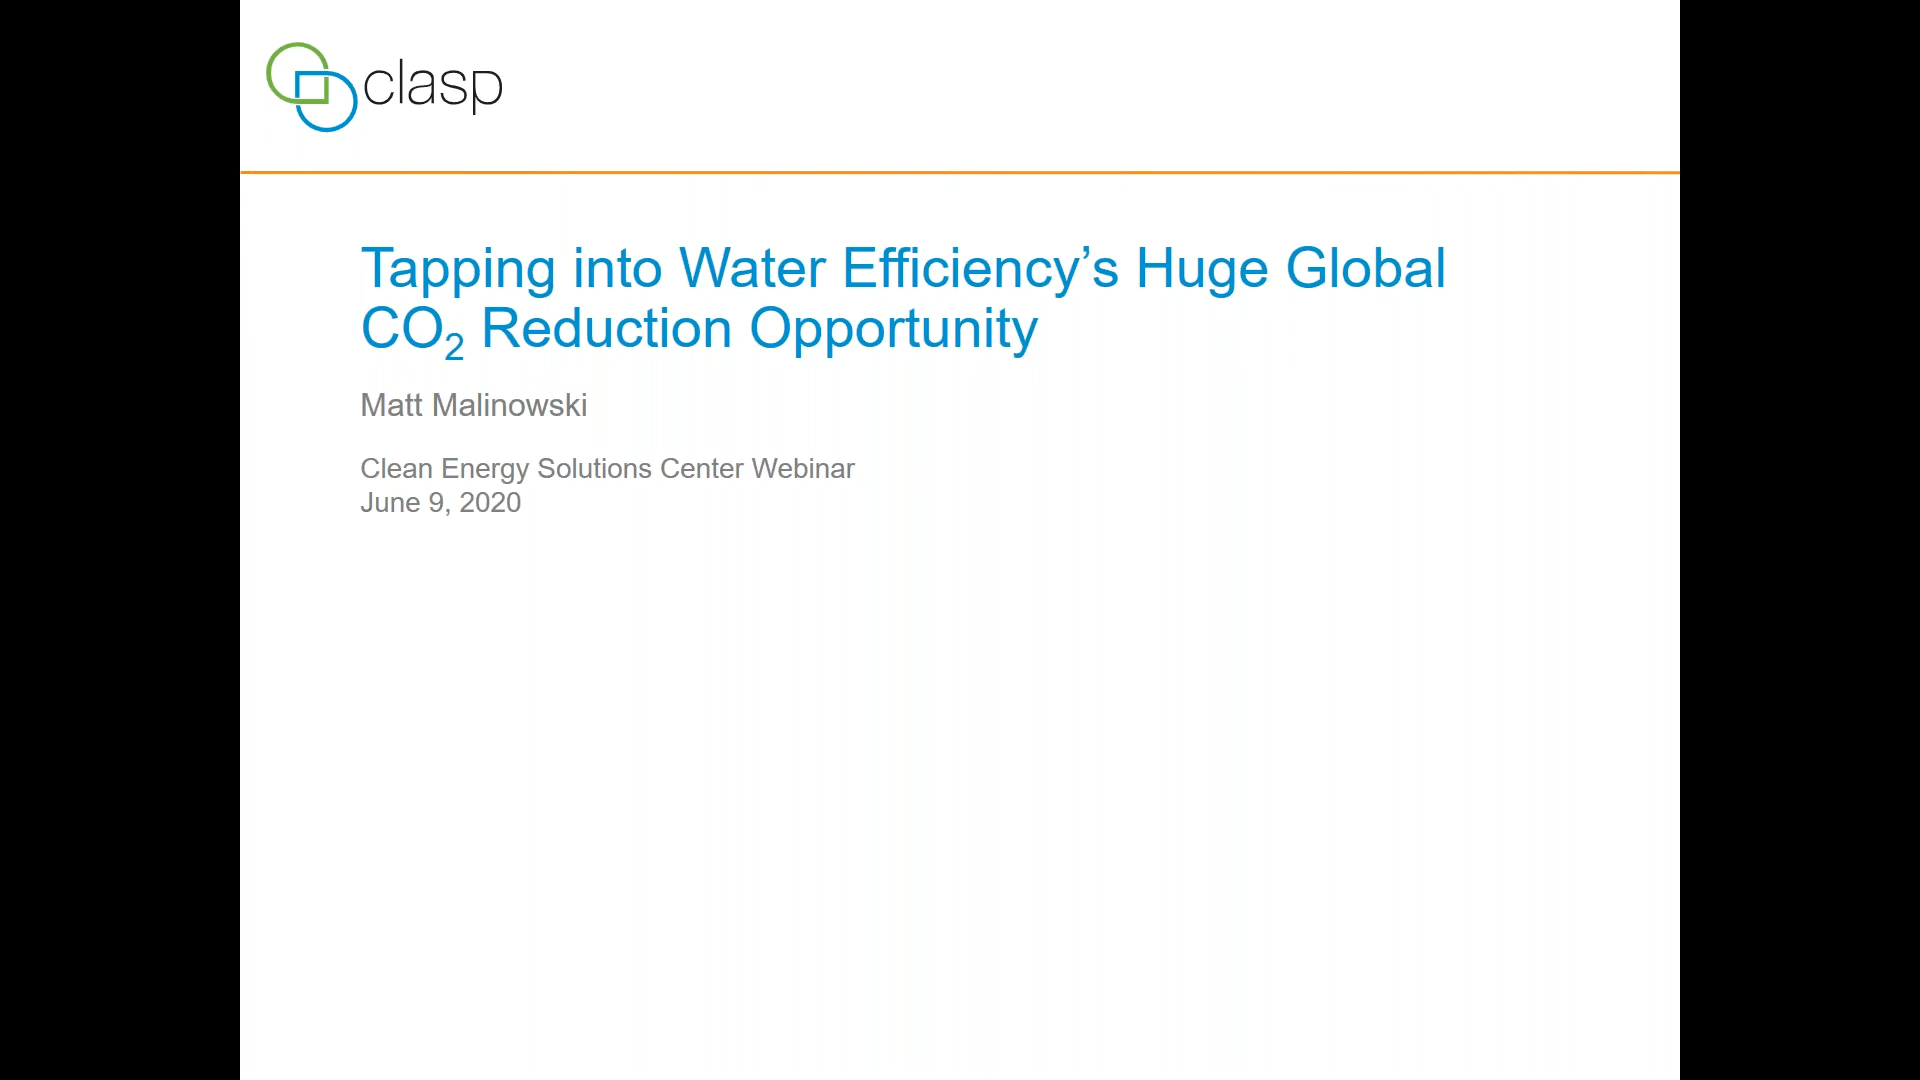 clasp
Tapping into Water Efficiency’s Huge Global
CO₂ Reduction Opportunity
Matt Malinowski
Clean Energy Solutions Center Webinar
June 9, 2020